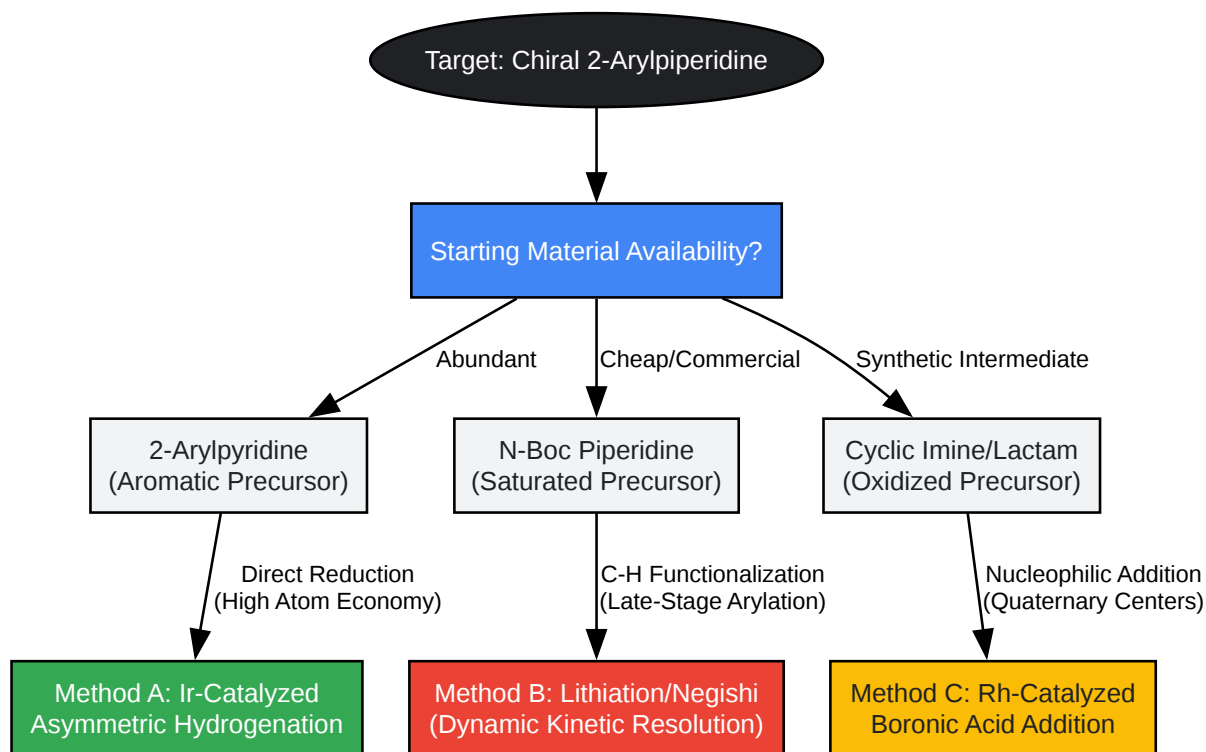 Target: Chiral 2-Arylpiperidine
Starting Material Availability?
Abundant
Cheap/Commercial
Synthetic Intermediate
2-Arylpyridine
(Aromatic Precursor)
N-Boc Piperidine
(Saturated Precursor)
Cyclic Imine/Lactam
(Oxidized Precursor)
Direct Reduction
(High Atom Economy)
C-H Functionalization
(Late-Stage Arylation)
Nucleophilic Addition
(Quaternary Centers)
Method A: Ir-Catalyzed
Asymmetric Hydrogenation
Method B: Lithiation/Negishi
(Dynamic Kinetic Resolution)
Method C: Rh-Catalyzed
Boronic Acid Addition